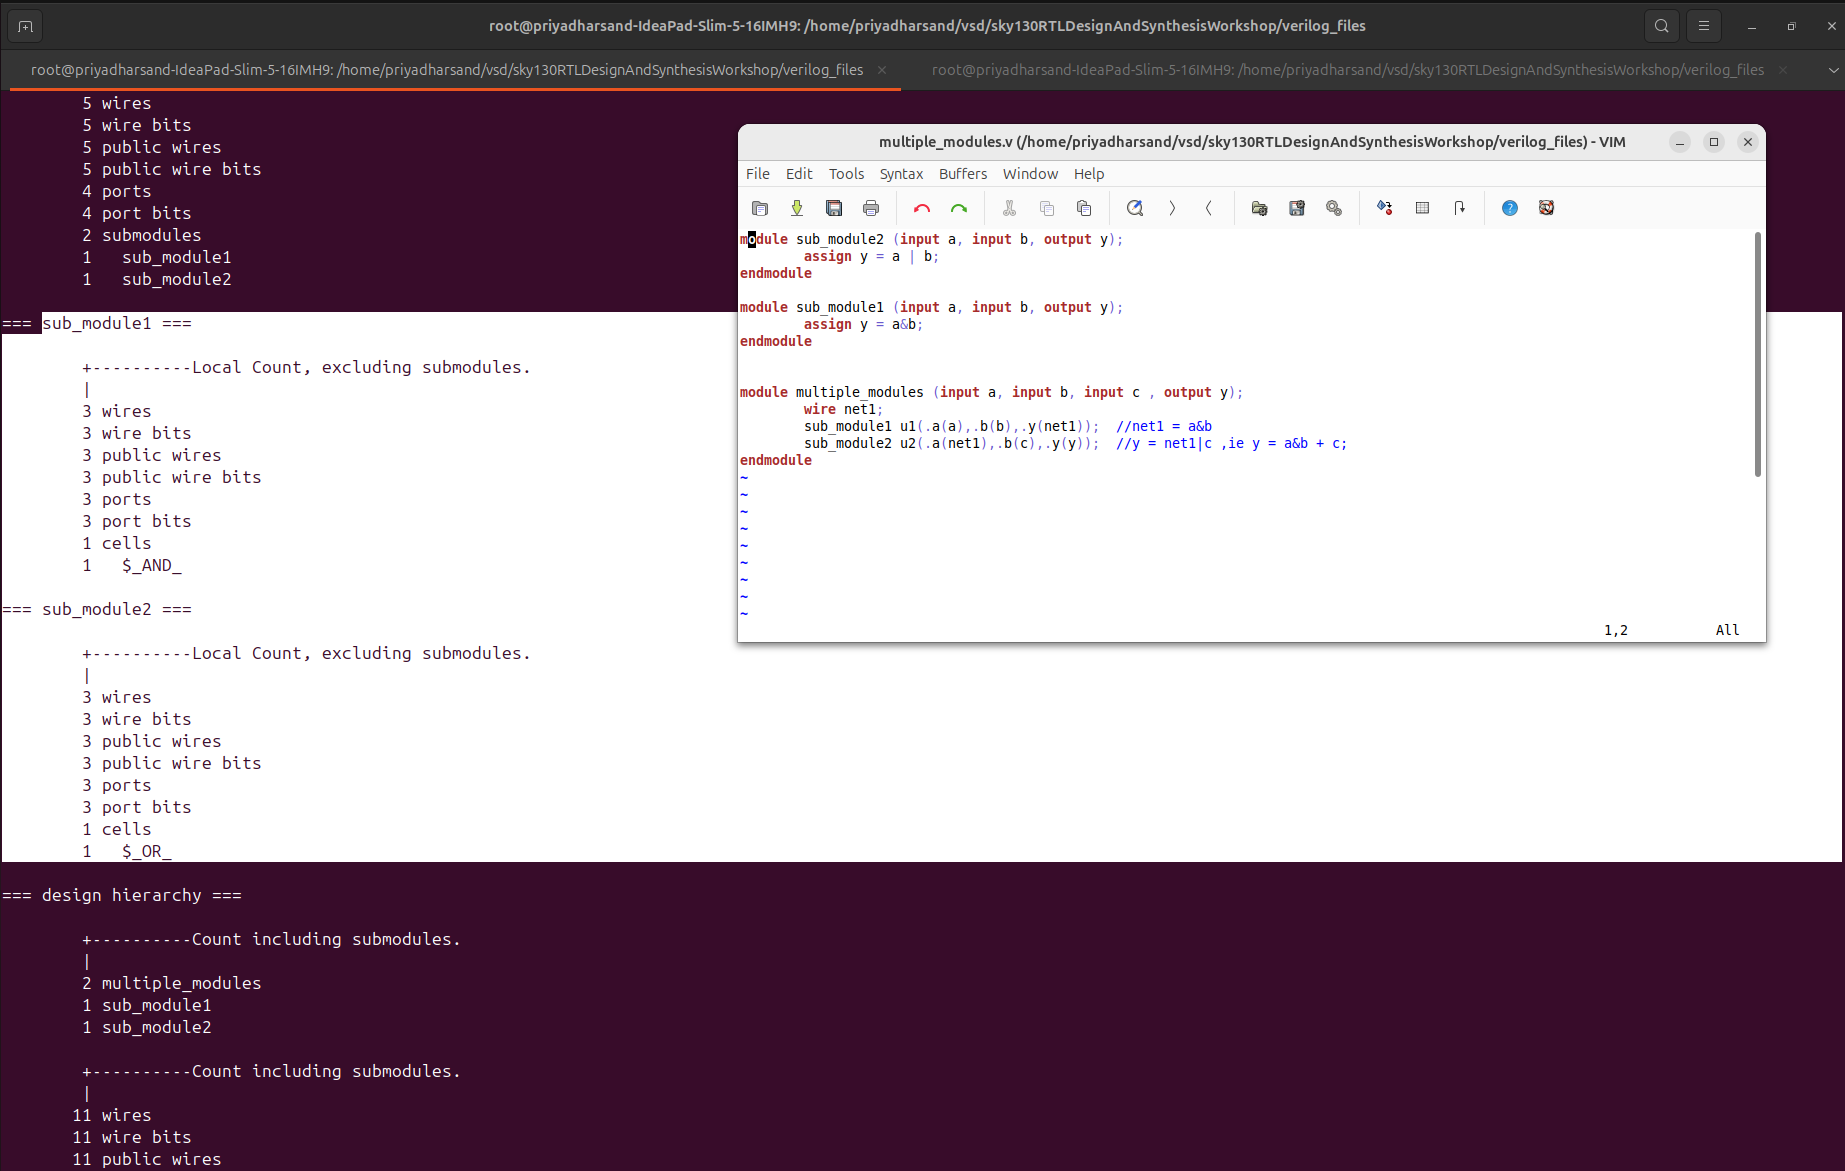 root@priyadharsand-IdeaPad-Slim-5-16IMH9: /home/priyadharsand/vsd/sky130RTLDesignAndSynthesisWorkshop/verilog_files
root@priyadharsand-IdeaPad-Slim-5-16IMH9: /home/priyadharsand/vsd/sky130RTLDesignAndSynthesisWorkshop/verilog_files
root@priyadharsand-IdeaPad-Slim-5-16IMH9: /home/priyadharsand/vsd/sky130RTLDesignAndSynthesisWorkshop/verilog_files
5 wires
5 wire bits
5 public wires
5 public wire bits
4 ports
4 port bits
2 submodules
1   sub_module1
1   sub_module2
=== sub_module1 ===
+----------Local Count, excluding submodules.
|
3 wires
3 wire bits
3 public wires
3 public wire bits
3 ports
3 port bits
1 cells
1   $_AND_
=== sub_module2 ===
+----------Local Count, excluding submodules.
|
3 wires
3 wire bits
3 public wires
3 public wire bits
3 ports
3 port bits
1 cells
1   $_OR_
=== design hierarchy ===
+----------Count including submodules.
|
2 multiple_modules
1 sub_module1
1 sub_module2
+----------Count including submodules.
|
11 wires
11 wire bits
11 public wires
multiple_modules.v (/home/priyadharsand/vsd/sky130RTLDesignAndSynthesisWorkshop/verilog_files) - VIM
File Edit Tools Syntax Buffers Window Help
module sub_module2 (input a, input b, output y);
assign y = a | b;
endmodule
module sub_module1 (input a, input b, output y);
assign y = a&b;
endmodule
module multiple_modules (input a, input b, input c , output y);
wire net1;
sub_module1 u1(.a(a),.b(b),.y(net1));  //net1 = a&b
sub_module2 u2(.a(net1),.b(c),.y(y));  //y = net1|c ,ie y = a&b + c;
endmodule
~
~
~
~
~
~
~
~
~
1,2 All